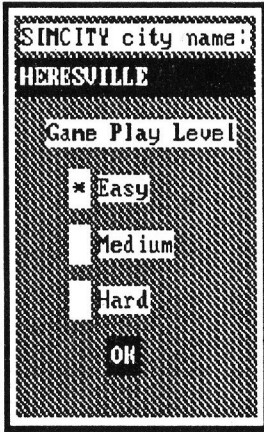 SIMCITY city name:
HERESVILLE
Game Play Level
* Easy
Medium
Hard
OK